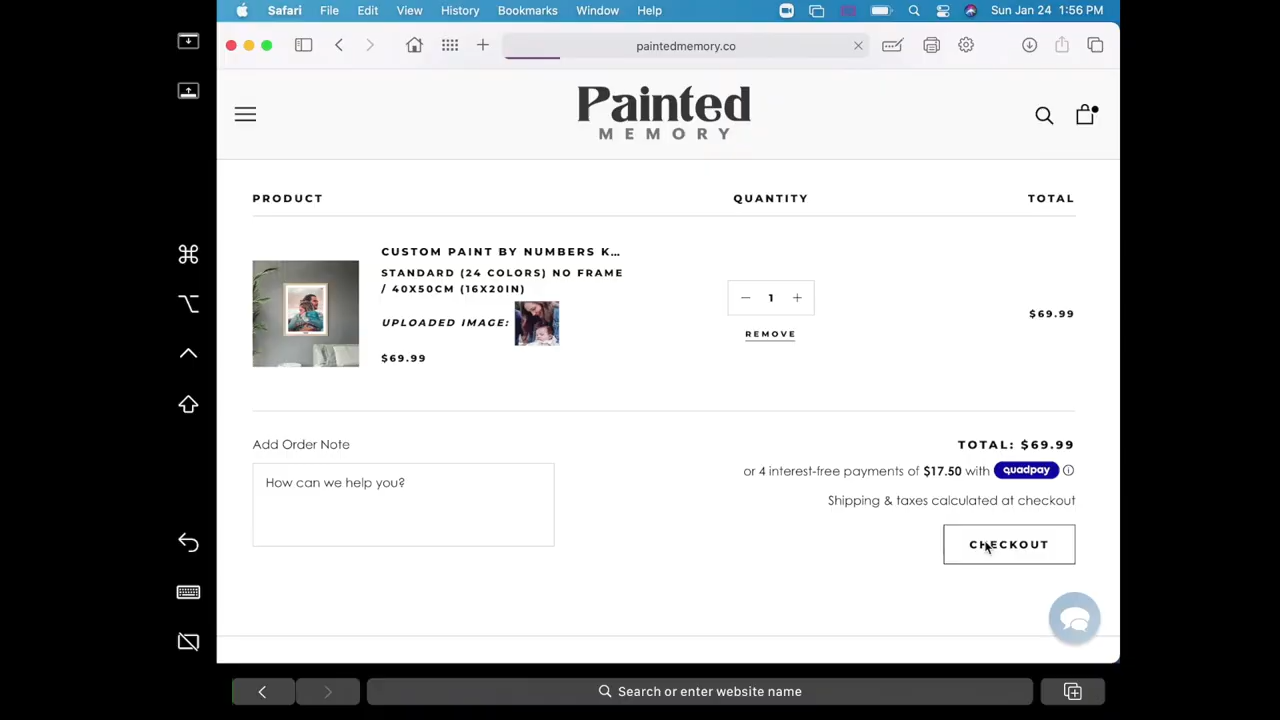 Safari File Edit View History Bookmarks Window Help Sun Jan 24 1:56 PM
paintedmemory.co
Painted
MEMORY
PRODUCT QUANTITY TOTAL
CUSTOM PAINT BY NUMBERS K...
STANDARD (24 COLORS) NO FRAME
/ 40X50CM (16X20IN)
UPLOADED IMAGE:
$69.99
1
REMOVE
$69.99
Add Order Note
How can we help you?
TOTAL: $69.99
or 4 interest-free payments of $17.50 with quadpay
Shipping & taxes calculated at checkout
CHECKOUT
Search or enter website name